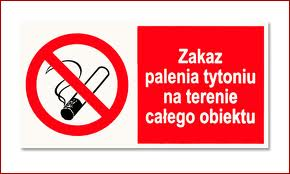 Zakaz
palenia tytoniu
na terenie
całego obiektu